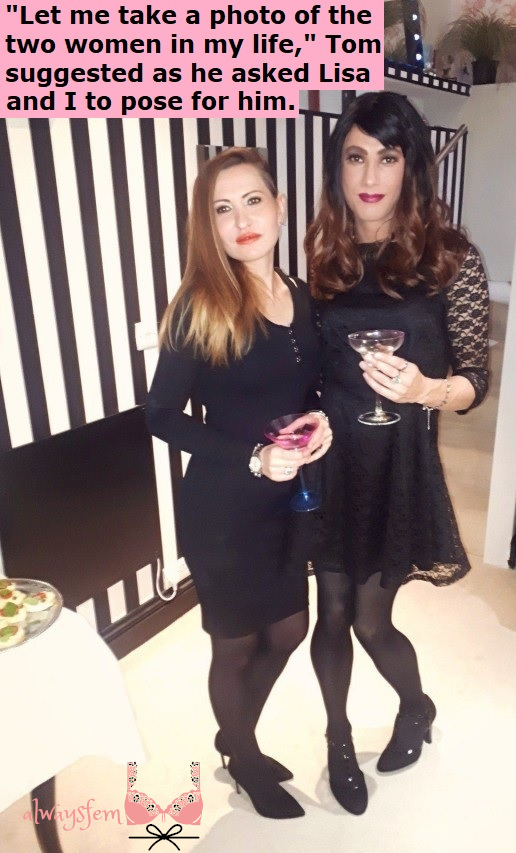 "Let me take a photo of the
two women in my life," Tom
suggested as he asked Lisa
and I to pose for him.
alwaysfem